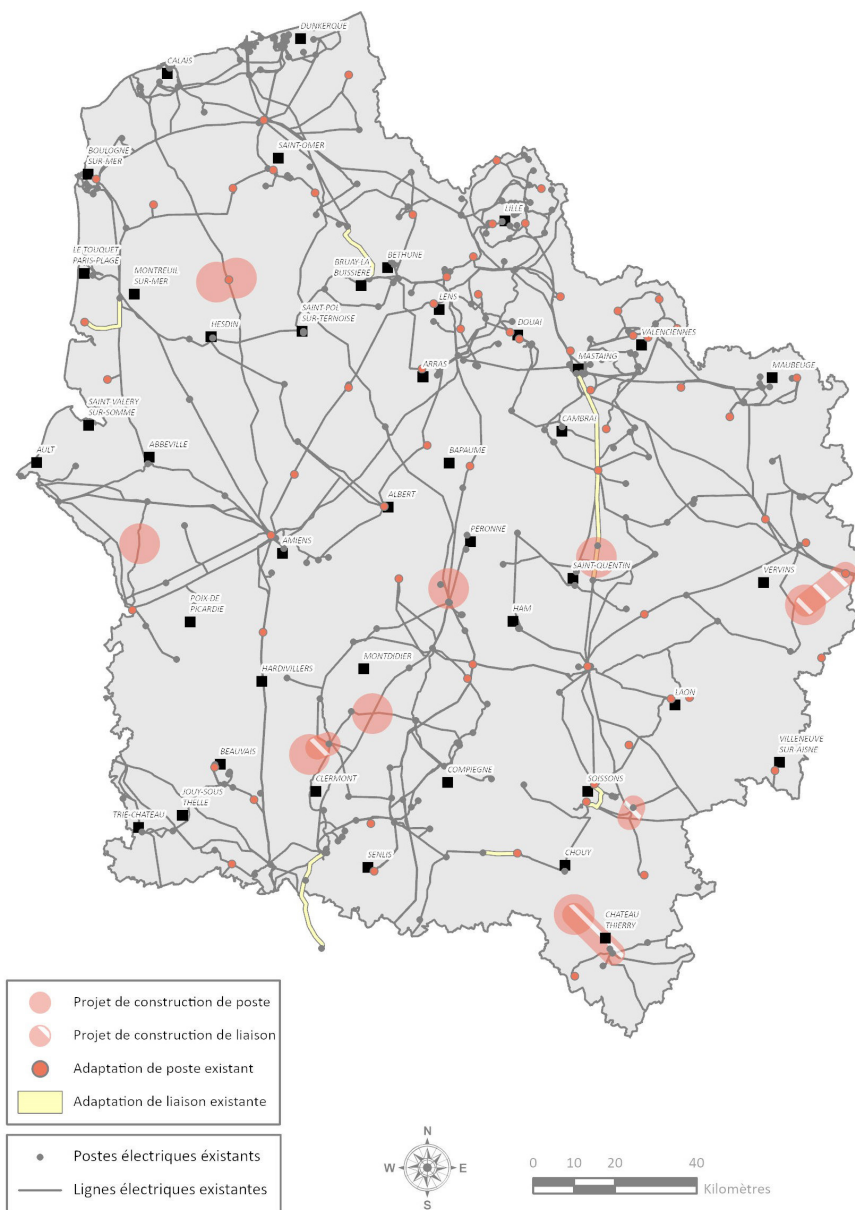 DUNKERQUE
CALAIS
SAINT-OMER
BOULOGNE
SUR-MER
LILLE
LE TOUQUET
PARIS-PLAGE
MONTREUIL
SUR-MER
BRUAY-LA
BUISSIÈRE
BETHUNE
LENS
HESDIN
SAINT-POL
SUR-TERNOISE
DOUAI
VALENCIENNES
ARRAS
MASTAING
MAUBEUGE
SAINT VALERY
SUR-SOMME
CAMBRAI
AULT
ABBEVILLE
BAPAUME
ALBERT
AMIENS
PERONNE
SAINT-QUENTIN
VERVINS
POIX-DE
PICARDIE
HAM
HARDIVILLERS
MONTDIDIER
LAON
BEAUVAIS
CLERMONT
COMPIEGNE
SOISSONS
VILLENEUVE
SUR-AISNE
JOUY-SOUS
THELLE
TRIE-CHATEAU
SENLIS
CHOUY
CHATEAU
THIERRY
Projet de construction de poste
Projet de construction de liaison
Adaptation de poste existant
Adaptation de liaison existante
Postes électriques éxistants
Lignes électriques existantes
N
W E
S
0 10 20 40
Kilomètres